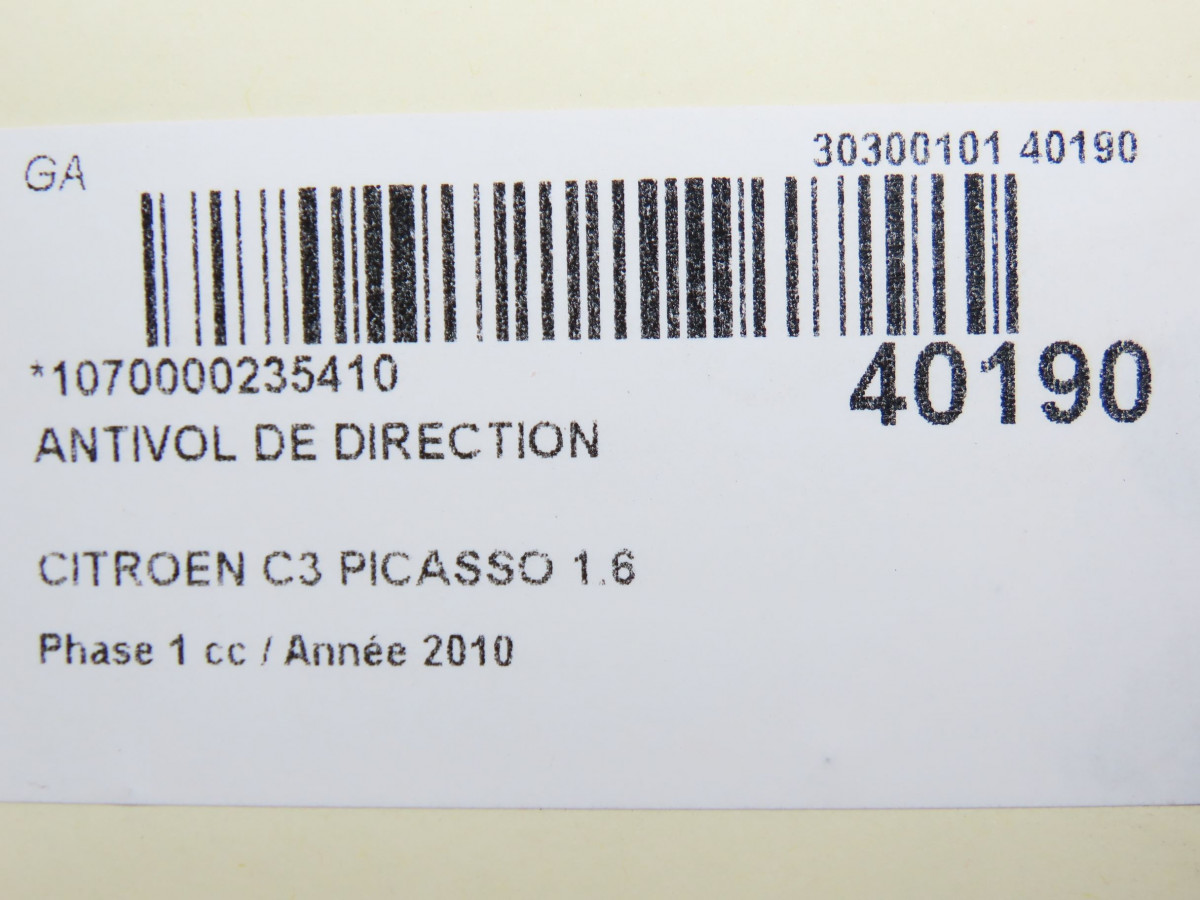 GA
30300101 40190
*1070000235410
40190
ANTIVOL DE DIRECTION
CITROEN C3 PICASSO 1.6
Phase 1 cc / Année 2010